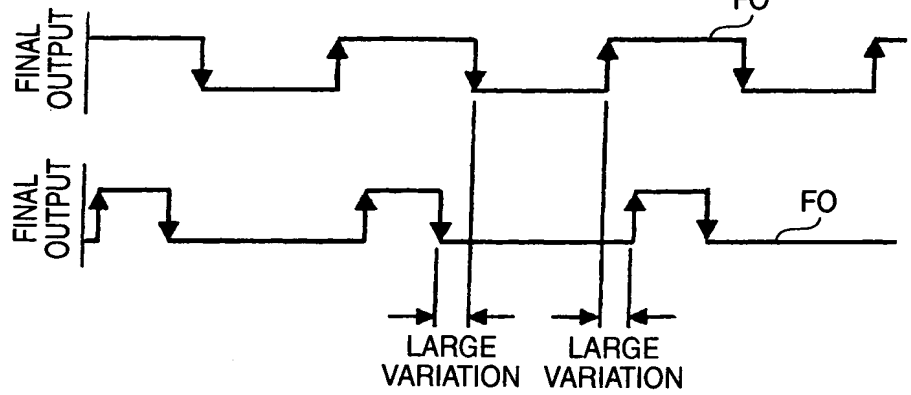 FO
FINAL
OUTPUT
FINAL
OUTPUT
FO
LARGE
VARIATION
LARGE
VARIATION